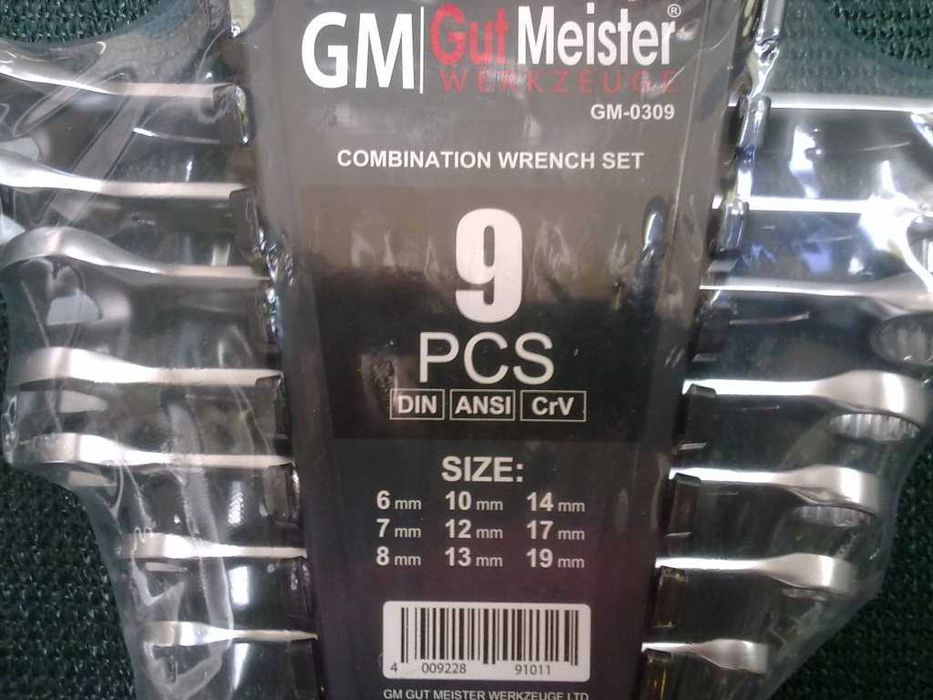 GM Gut Meister®
WERKZEUGE
GM-0309
COMBINATION WRENCH SET
9
PCS
DIN ANSI CrV
SIZE:
6 mm 10 mm 14 mm
7 mm 12 mm 17 mm
8 mm 13 mm 19 mm
4 009228 91011
GM GUT MEISTER WERKZEUGE LTD